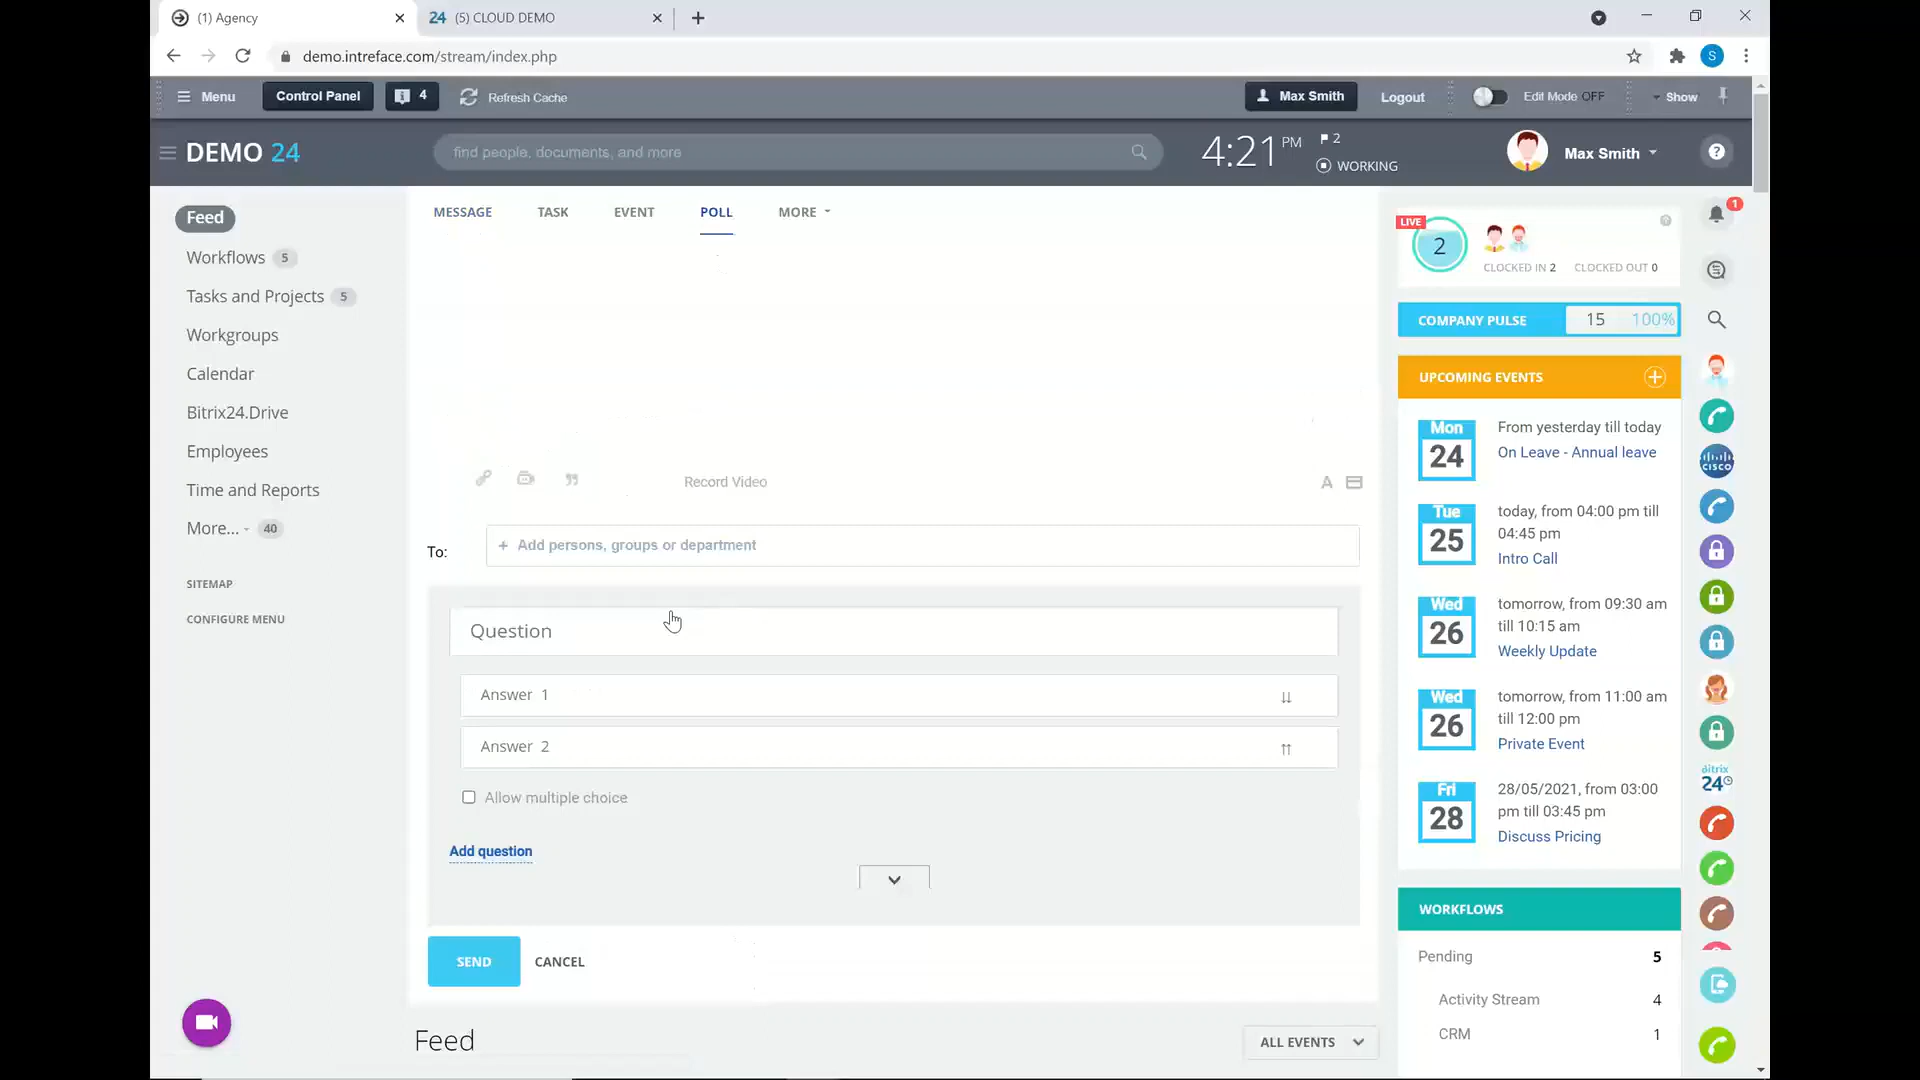 (1) Agency
24 (5) CLOUD DEMO
demo.intreface.com/stream/index.php
S
Menu
Control Panel
4
Refresh Cache
Max Smith
Logout
Edit Mode OFF
Show
DEMO 24
find people, documents, and more
4:21 PM
2
WORKING
Max Smith
?
Feed
Workflows 5
Tasks and Projects 5
Workgroups
Calendar
Bitrix24.Drive
Employees
Time and Reports
More... 40
SITEMAP
CONFIGURE MENU
MESSAGE
TASK
EVENT
POLL
MORE
Record Video
A
To:
+ Add persons, groups or department
Question
Answer 1
Answer 2
Allow multiple choice
Add question
SEND
CANCEL
Feed
ALL EVENTS
LIVE
2
CLOCKED IN 2
CLOCKED OUT 0
COMPANY PULSE
15 100%
UPCOMING EVENTS
Mon
24
From yesterday till today
On Leave - Annual leave
Tue
25
today, from 04:00 pm till
04:45 pm
Intro Call
Wed
26
tomorrow, from 09:30 am
till 10:15 am
Weekly Update
Wed
26
tomorrow, from 11:00 am
till 12:00 pm
Private Event
Fri
28
28/05/2021, from 03:00
pm till 03:45 pm
Discuss Pricing
WORKFLOWS
Pending 5
Activity Stream 4
CRM 1
1
CISCO
bitrix
24